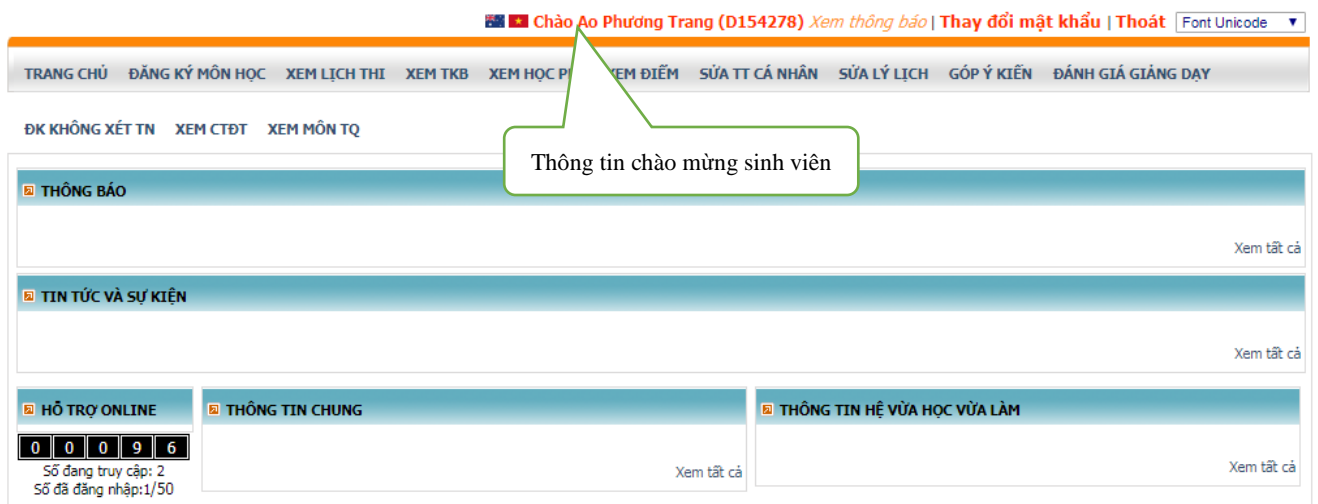 Chào Ao Phương Trang (D154278) Xem thông báo | Thay đổi mật khẩu | Thoát Font Unicode
TRANG CHỦ ĐĂNG KÝ MÔN HỌC XEM LỊCH THI XEM TKB XEM HỌC XEM ĐIỂM SỬA TT CÁ NHÂN SỬA LÝ LỊCH GÓP Ý KIẾN ĐÁNH GIÁ GIẢNG DẠY
ĐK KHÔNG XÉT TN XEM CTĐT XEM MÔN TQ
Thông tin chào mừng sinh viên
THÔNG BÁO
Xem tất cả
TIN TỨC VÀ SỰ KIỆN
Xem tất cả
HỖ TRỢ ONLINE THÔNG TIN CHUNG THÔNG TIN HỆ VỪA HỌC VỪA LÀM
0 0 0 9 6
Số đang truy cập: 2
Số đã đăng nhập:1/50
Xem tất cả
Xem tất cả